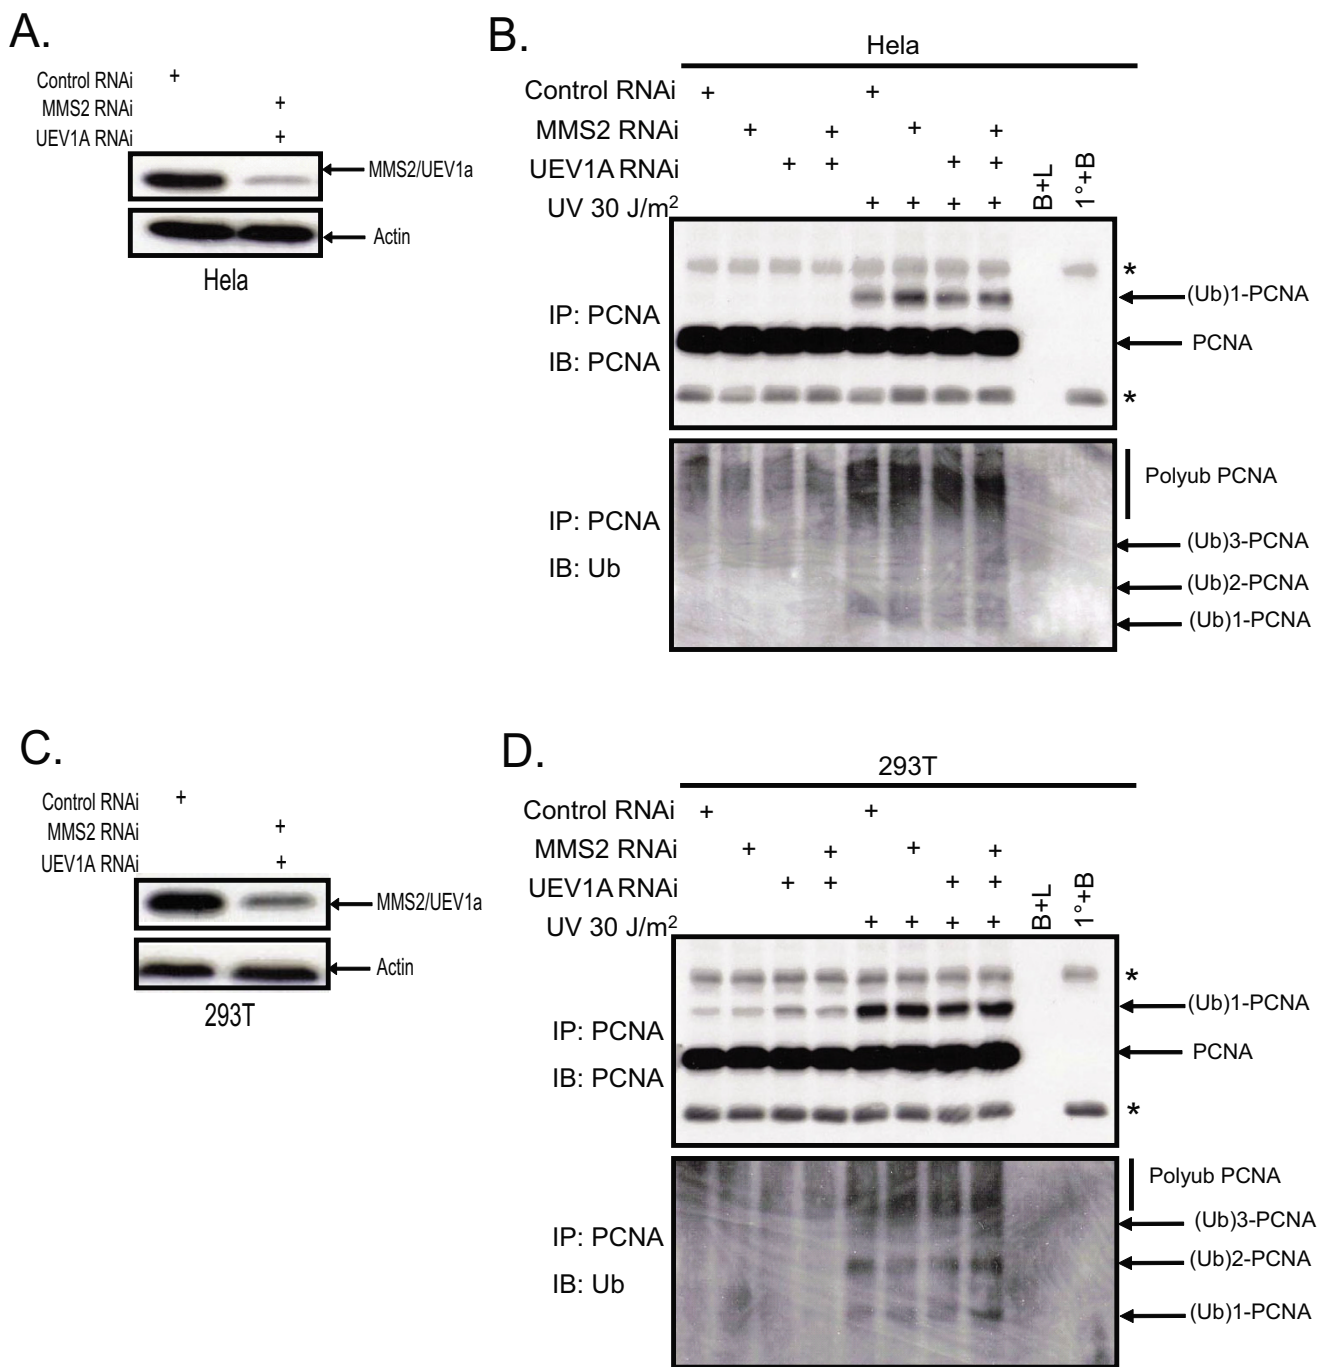 A.
Control RNAi +
MMS2 RNAi +
UEV1A RNAi +
MMS2/UEV1a
Actin
Hela
B.
Hela
Control RNAi + +
MMS2 RNAi + + + +
UEV1A RNAi + + + +
UV 30 J/m² + + + +
B+L
1°+B
*
(Ub)1-PCNA
IP: PCNA
PCNA
IB: PCNA
*
Polyub PCNA
IP: PCNA
(Ub)3-PCNA
IB: Ub
(Ub)2-PCNA
(Ub)1-PCNA
C.
Control RNAi +
MMS2 RNAi +
UEV1A RNAi +
MMS2/UEV1a
Actin
293T
D.
293T
Control RNAi + +
MMS2 RNAi + + + +
UEV1A RNAi + + + +
UV 30 J/m² + + + +
B+L
1°+B
*
(Ub)1-PCNA
IP: PCNA
PCNA
IB: PCNA
*
Polyub PCNA
(Ub)3-PCNA
IP: PCNA
(Ub)2-PCNA
IB: Ub
(Ub)1-PCNA